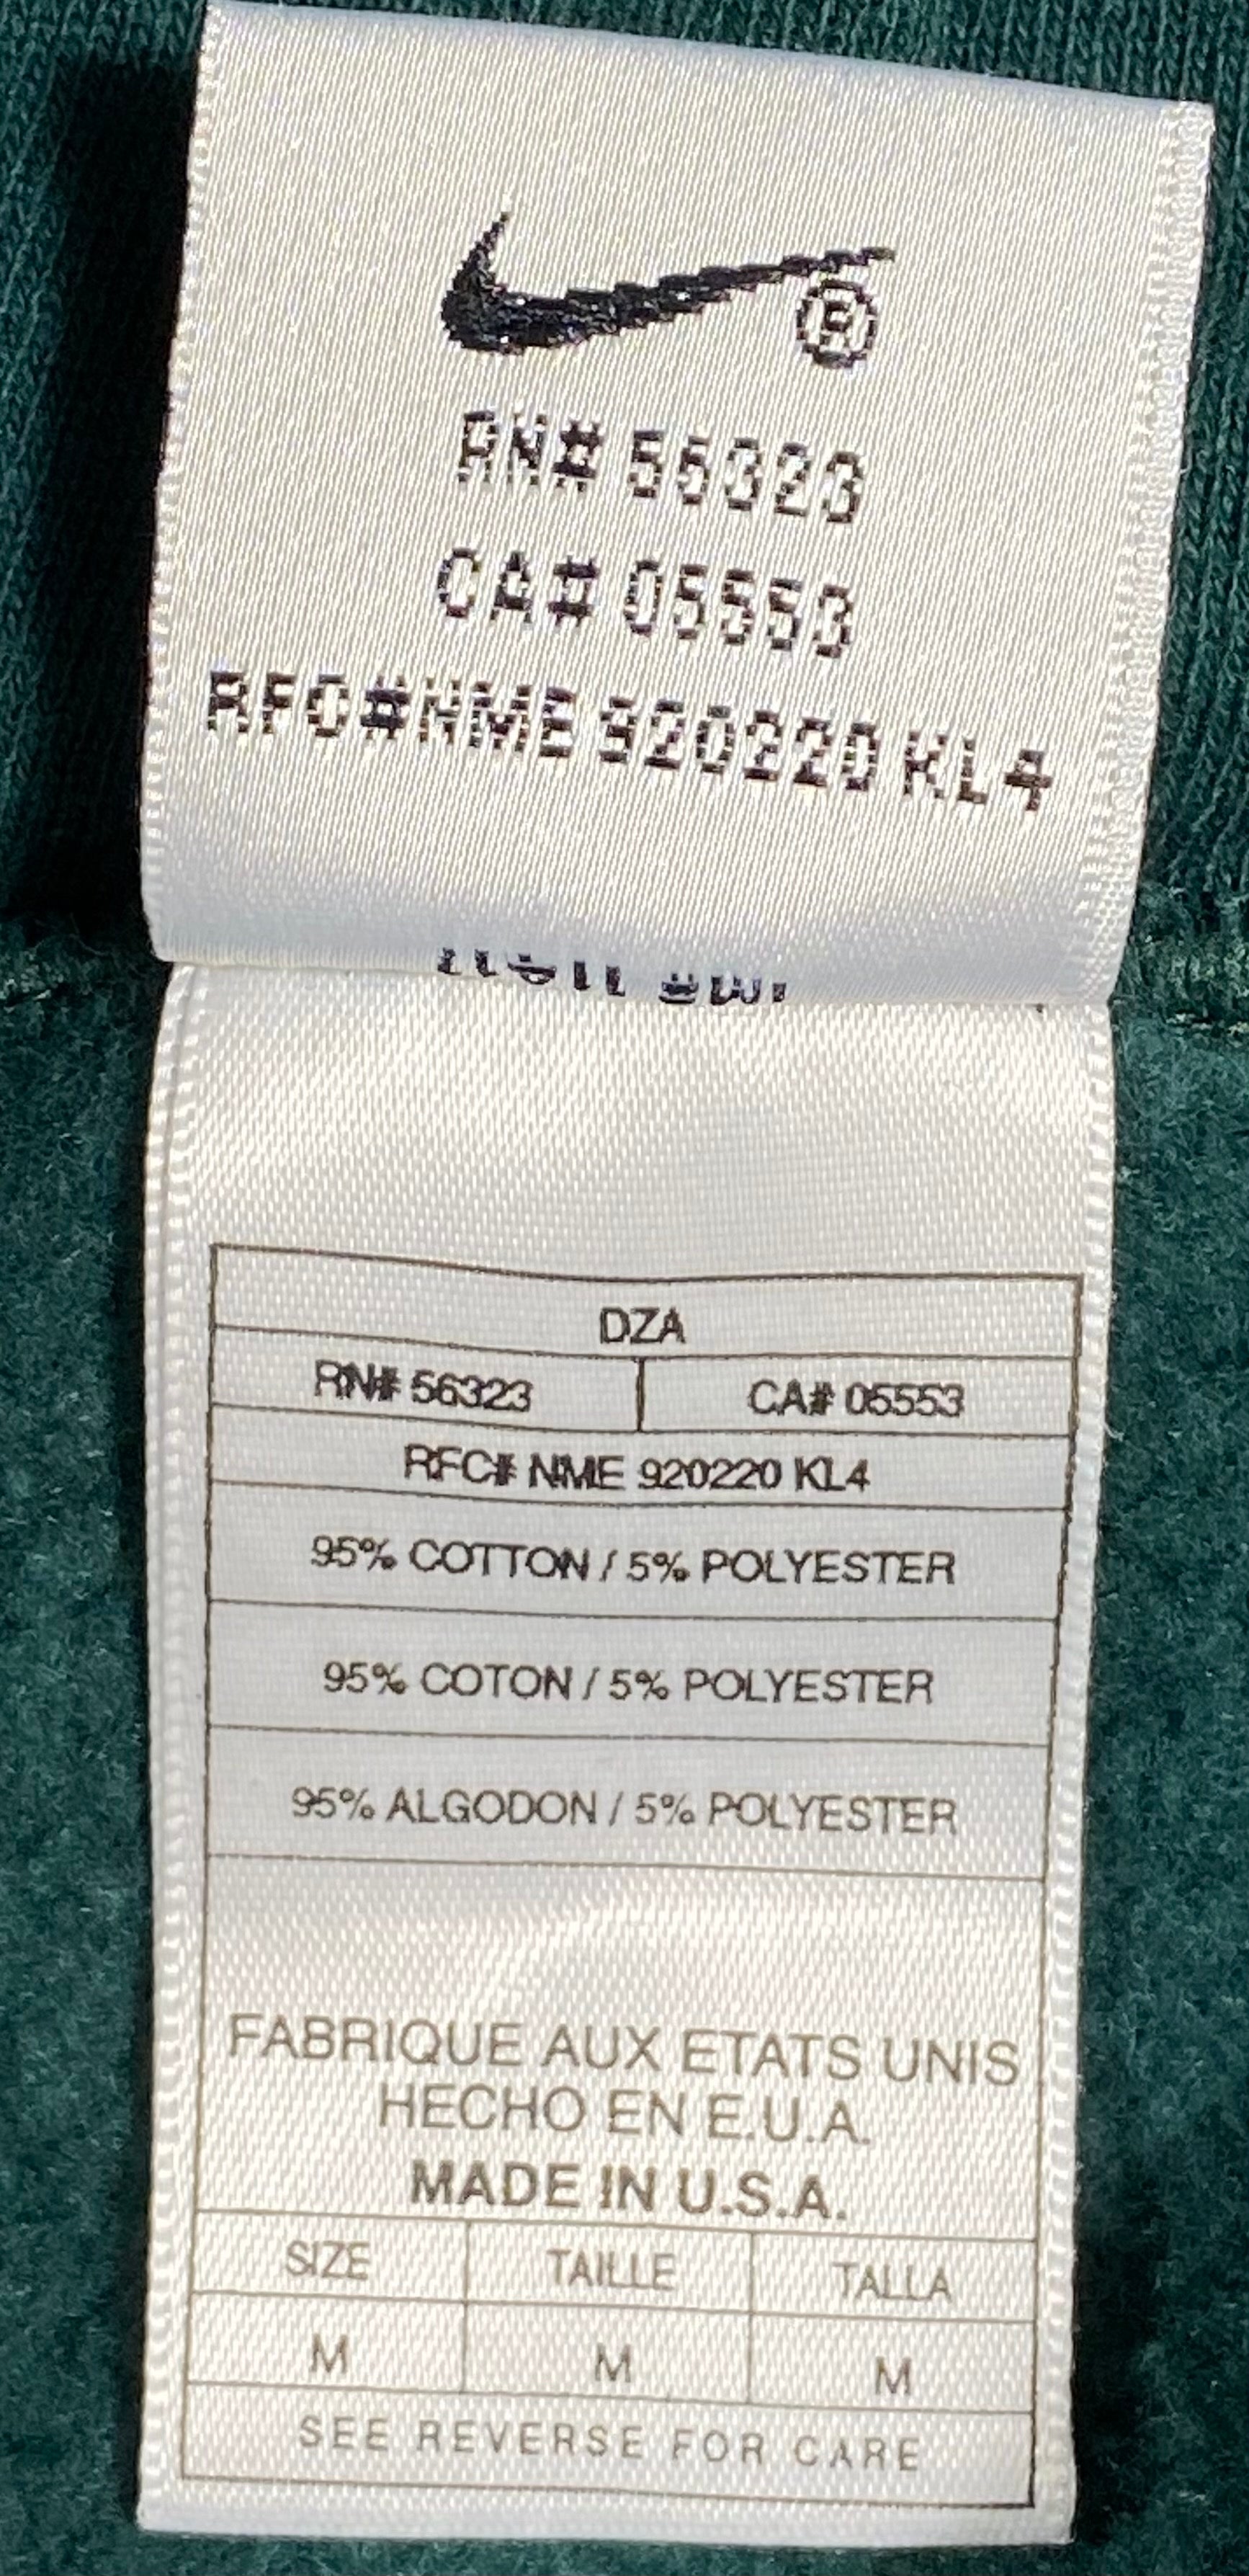 ®
RN# 56323
CA# 05553
RFC#NME 920220 KL4
DZA
RN# 56323 CA# 05553
RFC# NME 920220 KL4
95% COTTON / 5% POLYESTER
95% COTON / 5% POLYESTER
95% ALGODON / 5% POLYESTER
FABRIQUE AUX ETATS UNIS
HECHO EN E.U.A.
MADE IN U.S.A.
SIZE TAILLE TALLA
M M M
SEE REVERSE FOR CARE